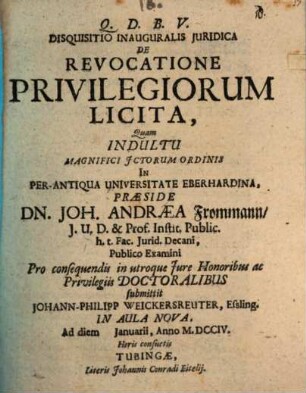 Q. D. B. V.
DISQUISITIO INAUGURALIS JURIDICA
DE
REVOCATIONE
PRIVILEGIORUM
LICITA,
Quam
INDULTU
MAGNIFICI JCTORUM ORDINIS
IN
PER-ANTIQUA UNIVERSITATE EBERHARDINA,
PRÆSIDE
DN. JOH. ANDRÆA Frommann/
J. U. D. & Prof. Instit. Public.
h. t. Fac. Jurid. Decani,
Publico Examini
Pro consequendis in utroque Jure Honoribus ac
Privilegiis DOCTORALIBUS
submittit
JOHANN-PHILIPP WEICKERSREUTER, Essling.
IN AULA NOVA.
Ad diem Januarii, Anno M.DCCIV.
Horis consuetis
TUBINGÆ,
Literis Johannis Conradi Eitelij.